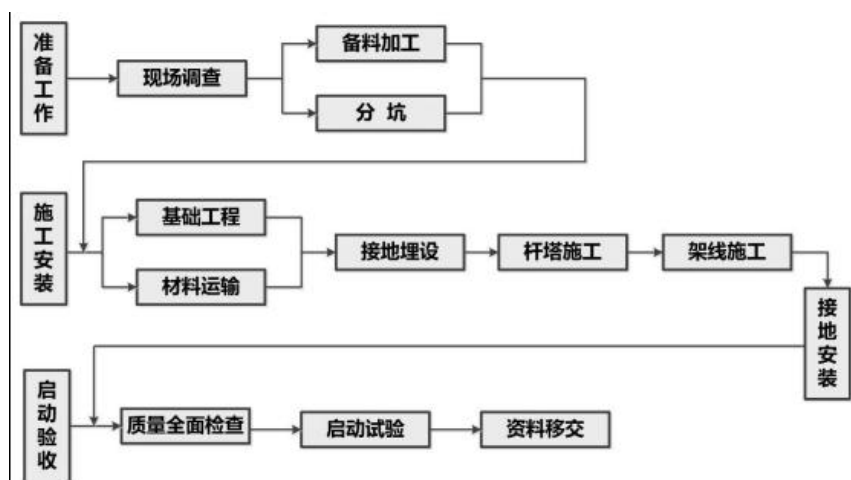 准备工作
现场调查
备料加工
分坑
施工安装
基础工程
材料运输
接地埋设
杆塔施工
架线施工
接地安装
启动验收
质量全面检查
启动试验
资料移交